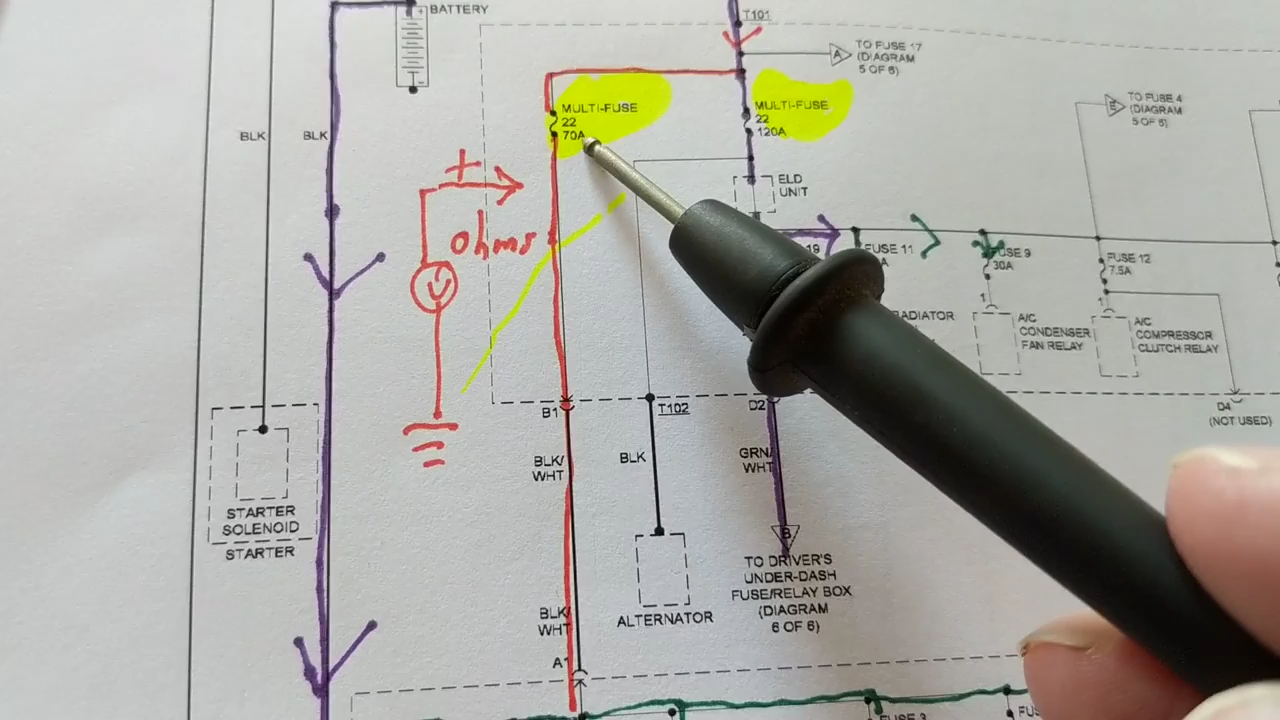 BATTERY
T101
TO FUSE 17
(DIAGRAM
5 OF 6)
MULTI-FUSE
22
70A
MULTI-FUSE
22
120A
TO FUSE 4
(DIAGRAM
5 OF 6)
BLK
BLK
+
ohms
V
ELD
UNIT
19
FUSE 11
FUSE 9
30A
FUSE 12
7.5A
1
1
RADIATOR
A/C
CONDENSER
FAN RELAY
A/C
COMPRESSOR
CLUTCH RELAY
B1
T102
D2
D4
(NOT USED)
BLK/
WHT
BLK
GRN/
WHT
STARTER
SOLENOID
STARTER
B
TO DRIVER'S
UNDER-DASH
FUSE/RELAY BOX
(DIAGRAM
6 OF 6)
ALTERNATOR
BLK/
WHT
A1
FUSE 3